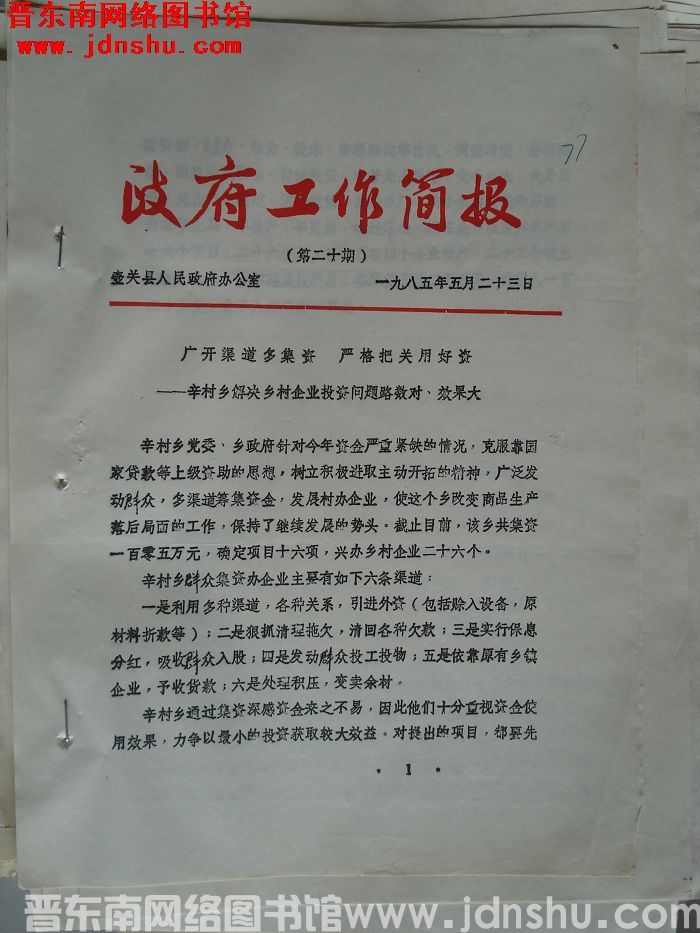 晋东南网络图书馆
www.jdnshu.com
77
政府工作简报
（第二十期）
壶关县人民政府办公室 一九八五年五月二十三日
广开渠道多集资 严格把关用好资
——辛村乡解决乡村企业投资问题路数对、效果大
辛村乡党委、乡政府针对今年资金严重紧缺的情况，克服靠国
家贷款等上级资助的思想，树立积极进取主动开拓的精神，广泛发
动群众，多渠道筹集资金，发展村办企业，使这个乡改变商品生产
落后局面的工作，保持了继续发展的势头。截止目前，该乡共集资
一百零五万元，确定项目十六项，兴办乡村企业二十六个。
辛村乡群众集资办企业主要有如下六条渠道：
一是利用多种渠道，各种关系，引进外资（包括赊入设备，原
材料折款等）；二是狠抓清理拖欠，清回各种欠款；三是实行保息
分红，吸收群众入股；四是发动群众投工投物；五是依靠原有乡镇
企业，予收货款；六是处理积压，变卖余材。
辛村乡通过集资深感资金来之不易，因此他们十分重视资金使
用效果，力争以最小的投资获取较大效益。对提出的项目，都要先
·1·
晋东南网络图书馆www.jdnshu.com